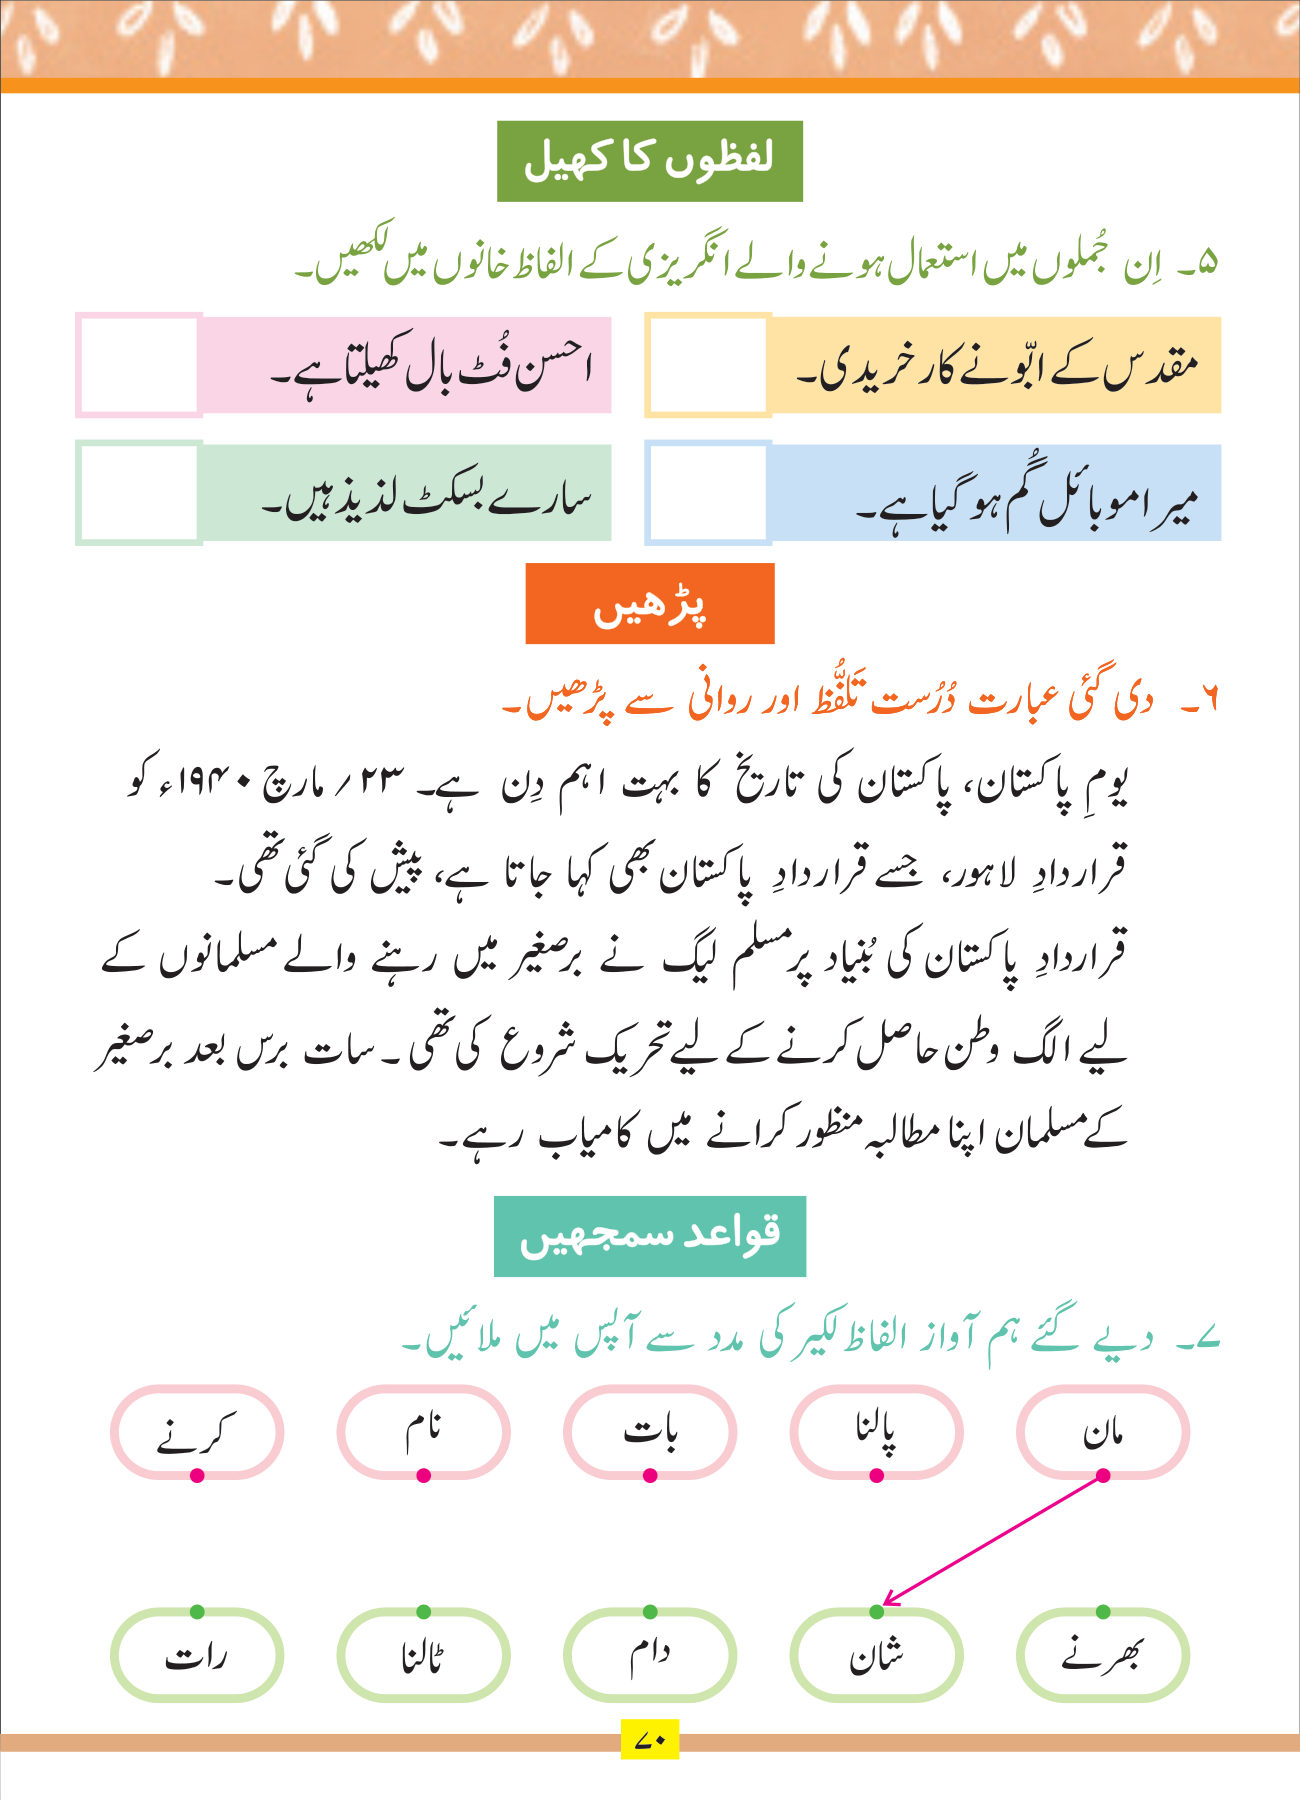 لفظوں کا کھیل
۵۔ اِن جُملوں میں استعمال ہونے والے انگریزی کے الفاظ خانوں میں لکھیں۔
مقدس کے ابّو نے کار خریدی۔
احسن فُٹ بال کھیلتا ہے۔
میرا موبائل گُم ہو گیا ہے۔
سارے بسکٹ لذیذ ہیں۔
پڑھیں
۶۔ دی گئی عبارت دُرُست تَلَفُّظ اور روانی سے پڑھیں۔
یومِ پاکستان، پاکستان کی تاریخ کا بہت اہم دِن ہے۔ ۲۳؍ مارچ ۱۹۴۰ء کو
قراردادِ لاہور، جسے قراردادِ پاکستان بھی کہا جاتا ہے، پیش کی گئی تھی۔
قراردادِ پاکستان کی بُنیاد پر مسلم لیگ نے برصغیر میں رہنے والے مسلمانوں کے
لیے الگ وطن حاصل کرنے کے لیے تحریک شروع کی تھی۔ سات برس بعد برصغیر
کے مسلمان اپنا مطالبہ منظور کرانے میں کامیاب رہے۔
قواعد سمجھیں
۷۔ دیے گئے ہم آواز الفاظ لکیر کی مدد سے آپس میں ملائیں۔
مان
پالنا
بات
نام
کرنے
بھرنے
شان
دام
ٹالنا
رات
۷۰